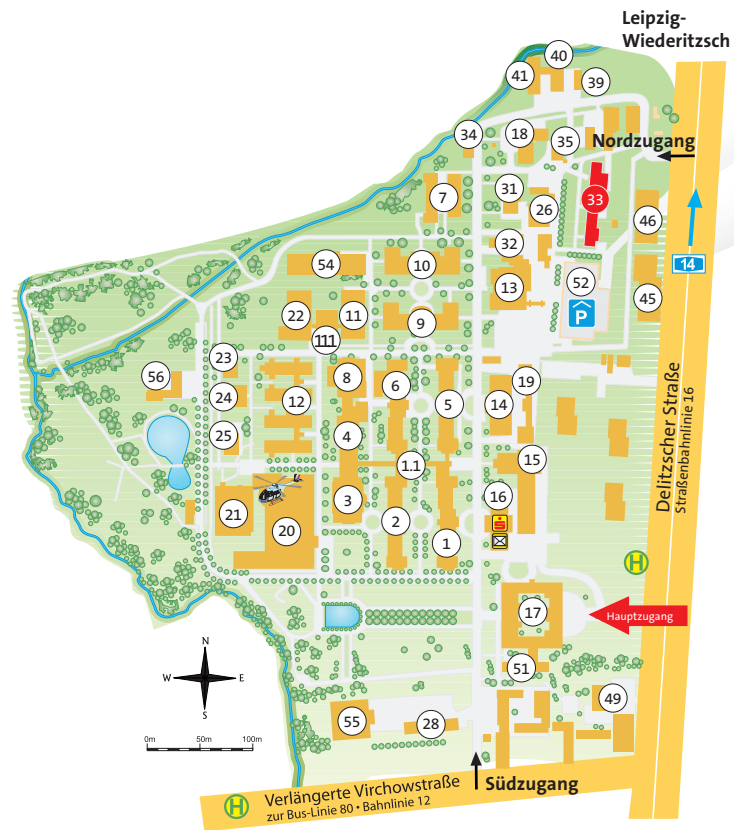 Leipzig-
Wiederitzsch
40
41
39
34
18
35
Nordzugang
7
31
33
26
46
32
54
10
14
52
13
P
45
22
11
9
111
23
8
6
19
56
24
12
5
14
4
25
1.1
15
3
16
S
21
20
2
1
H
17
Hauptzugang
Delitzscher Straße
Straßenbahnlinie 16
N
W
E
S
51
49
55
28
0m
50m
100m
Südzugang
H
Verlängerte Virchowstraße
zur Bus-Linie 80 • Bahnlinie 12